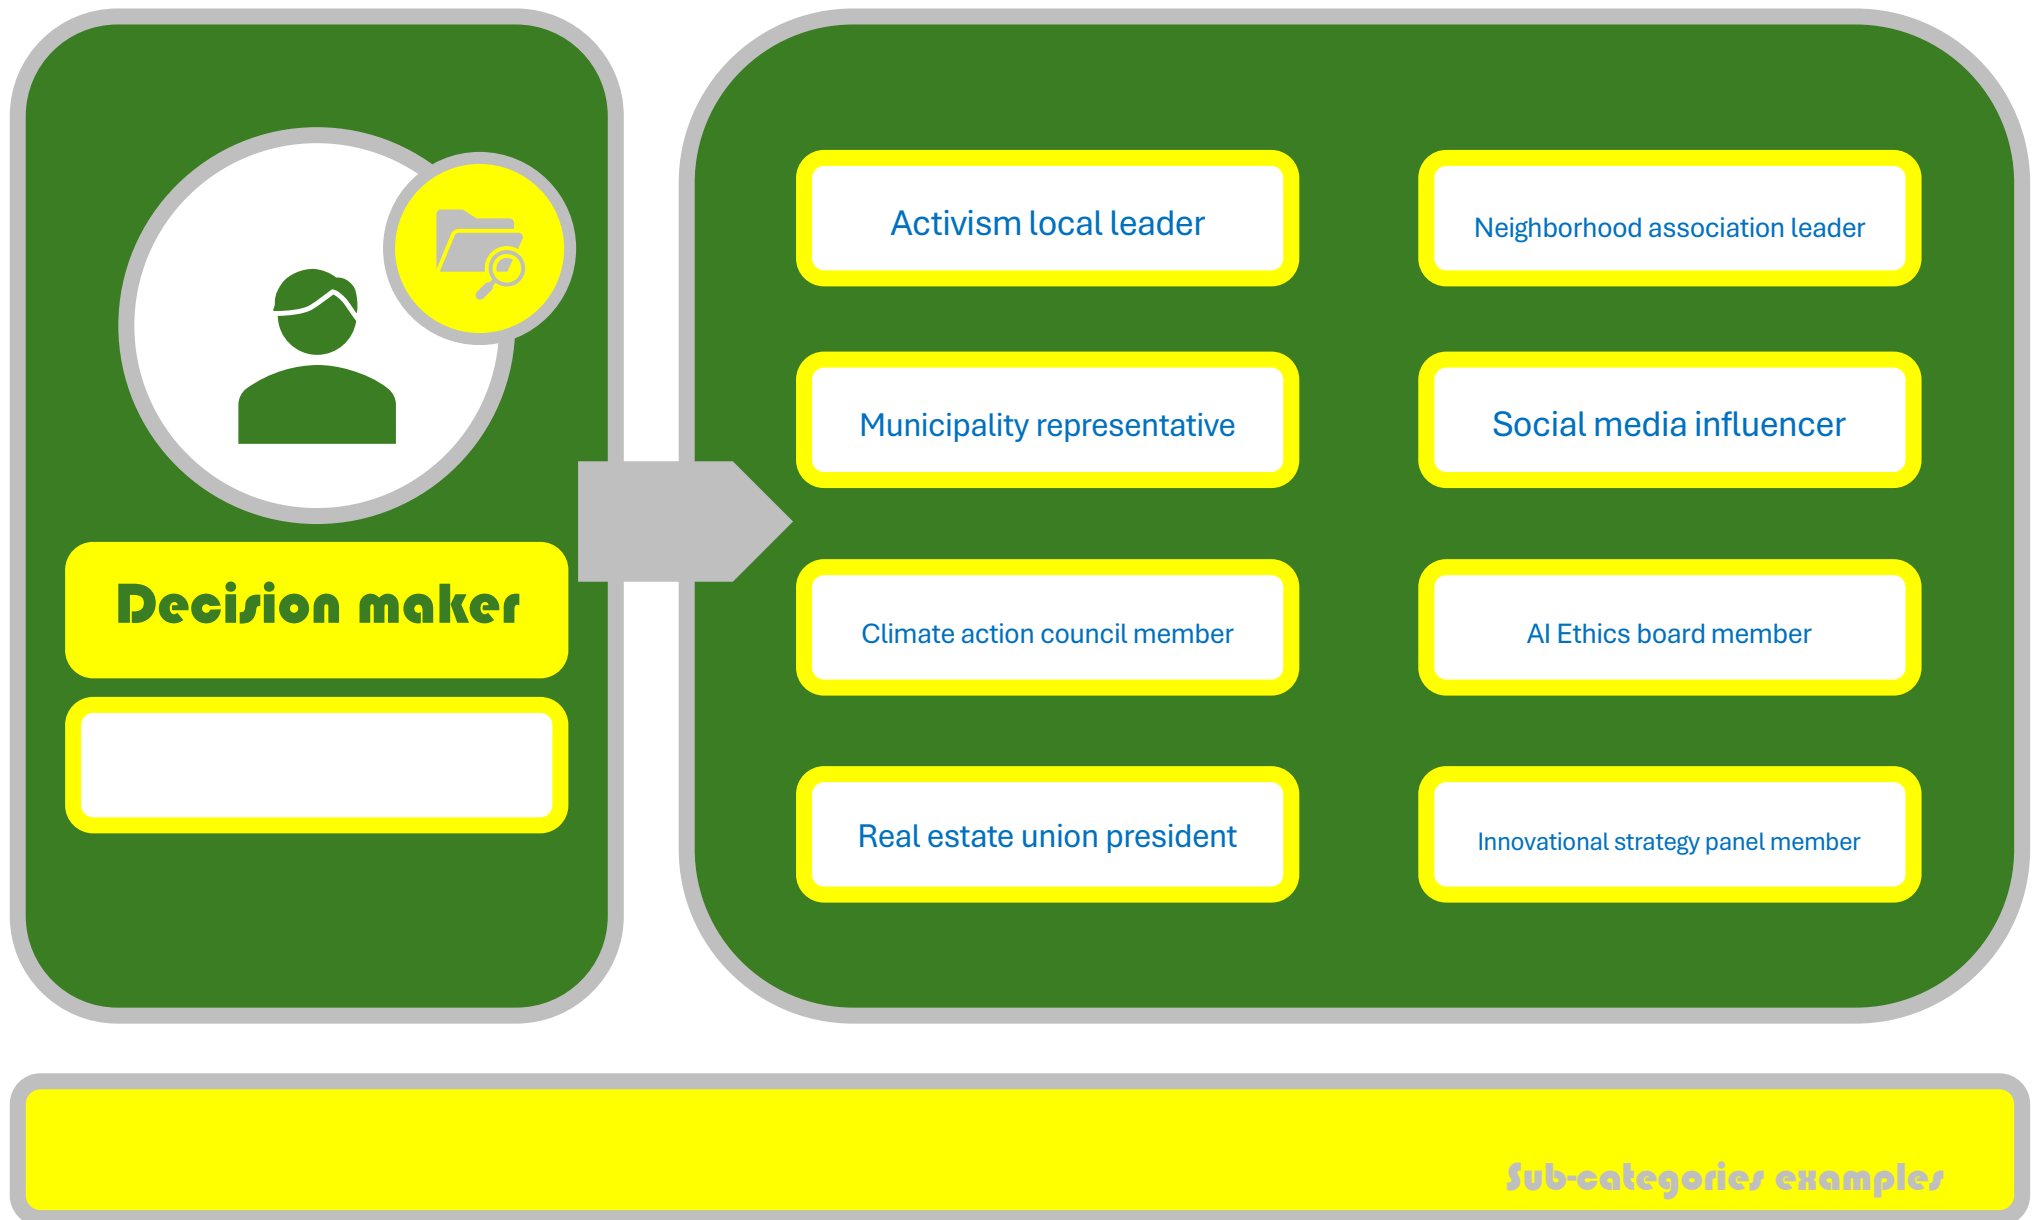 Decision maker
Activism local leader
Neighborhood association leader
Municipality representative
Social media influencer
Climate action council member
AI Ethics board member
Real estate union president
Innovational strategy panel member
Sub-categories examples